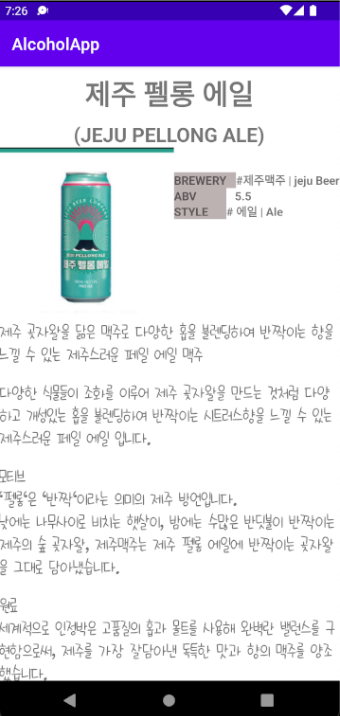 7:26
AlcoholApp
제주 펠롱 에일
(JEJU PELLONG ALE)
BREWERY #제주맥주 | jeju Beer
ABV 5.5
STYLE # 에일 | Ale
JEJU PELLONG ALE
제주 펠롱 에일
제주 곶자왈을 닮은 맥주로 다양한 홉을 블렌딩하여 반짝이는 향을
느낄 수 있는 제주스러운 페일 에일 맥주
다양한 식물들이 조화를 이루어 제주 곶자왈을 만드는 것처럼 다양
하고 개성있는 홉을 블렌딩하여 반짝이는 시트러스향을 느낄 수 있는
제주스러운 페일 에일 입니다.
모티브
'펠롱'은 '반짝'이라는 의미의 제주 방언입니다.
낮에는 나무사이로 비치는 햇살이, 밤에는 수많은 반딧불이 반짝이는
제주의 숲 곶자왈, 제주맥주는 제주 펠롱 에일에 반짝이는 곶자왈
을 그대로 담아냈습니다.
원료
세계적으로 인정받은 고품질의 홉과 몰트를 사용해 완벽한 밸런스를 구
현함으로써, 제주를 가장 잘담아낸 독특한 맛과 향의 맥주를 양조
했습니다.